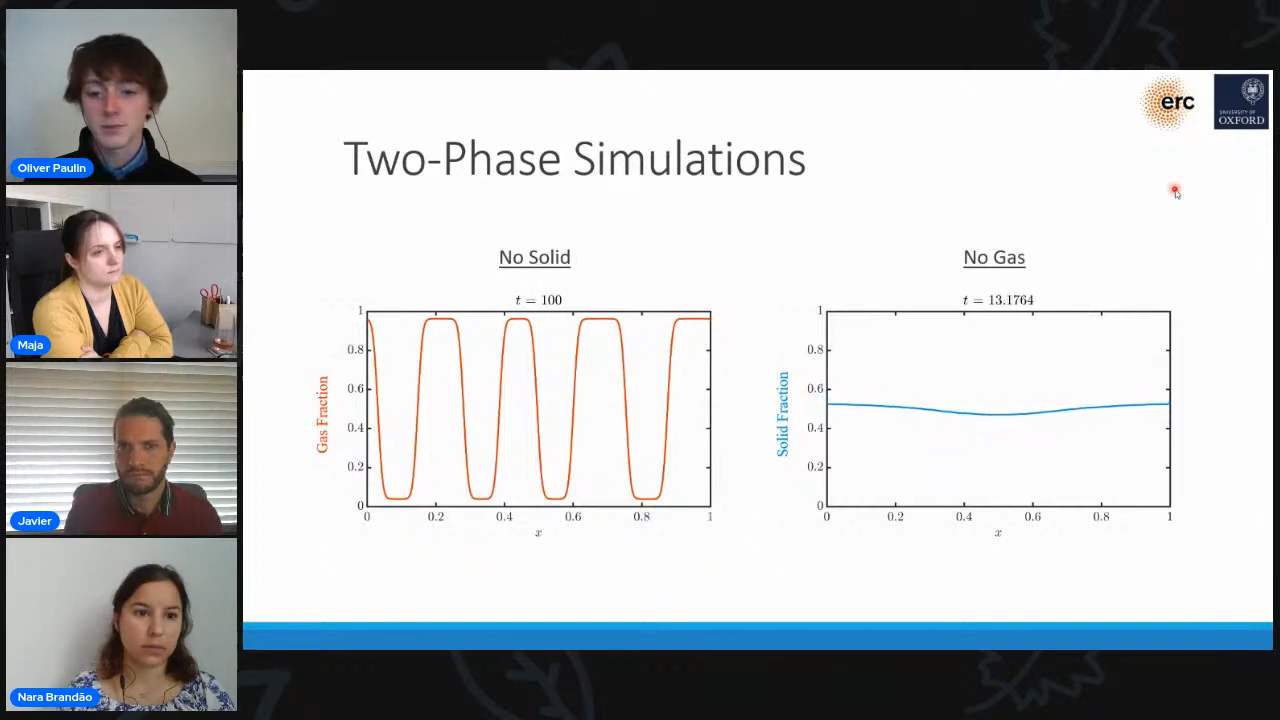 Oliver Paulin
Maja
Javier
Nara Brandão
erc
UNIVERSITY OF
OXFORD
Two-Phase Simulations
No Solid
t = 100
Gas Fraction
1
0.8
0.6
0.4
0.2
0
0 0.2 0.4 0.6 0.8 1
x
No Gas
t = 13.1764
Solid Fraction
1
0.8
0.6
0.4
0.2
0
0 0.2 0.4 0.6 0.8 1
x